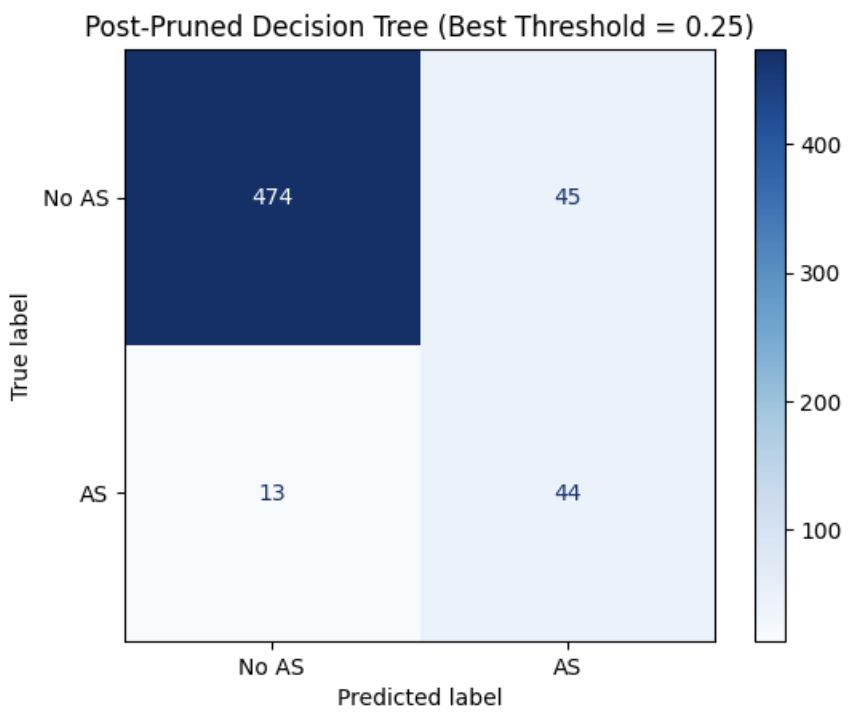 Post-Pruned Decision Tree (Best Threshold = 0.25)
No AS
474
45
AS
13
44
No AS
AS
Predicted label
True label
400
300
200
100